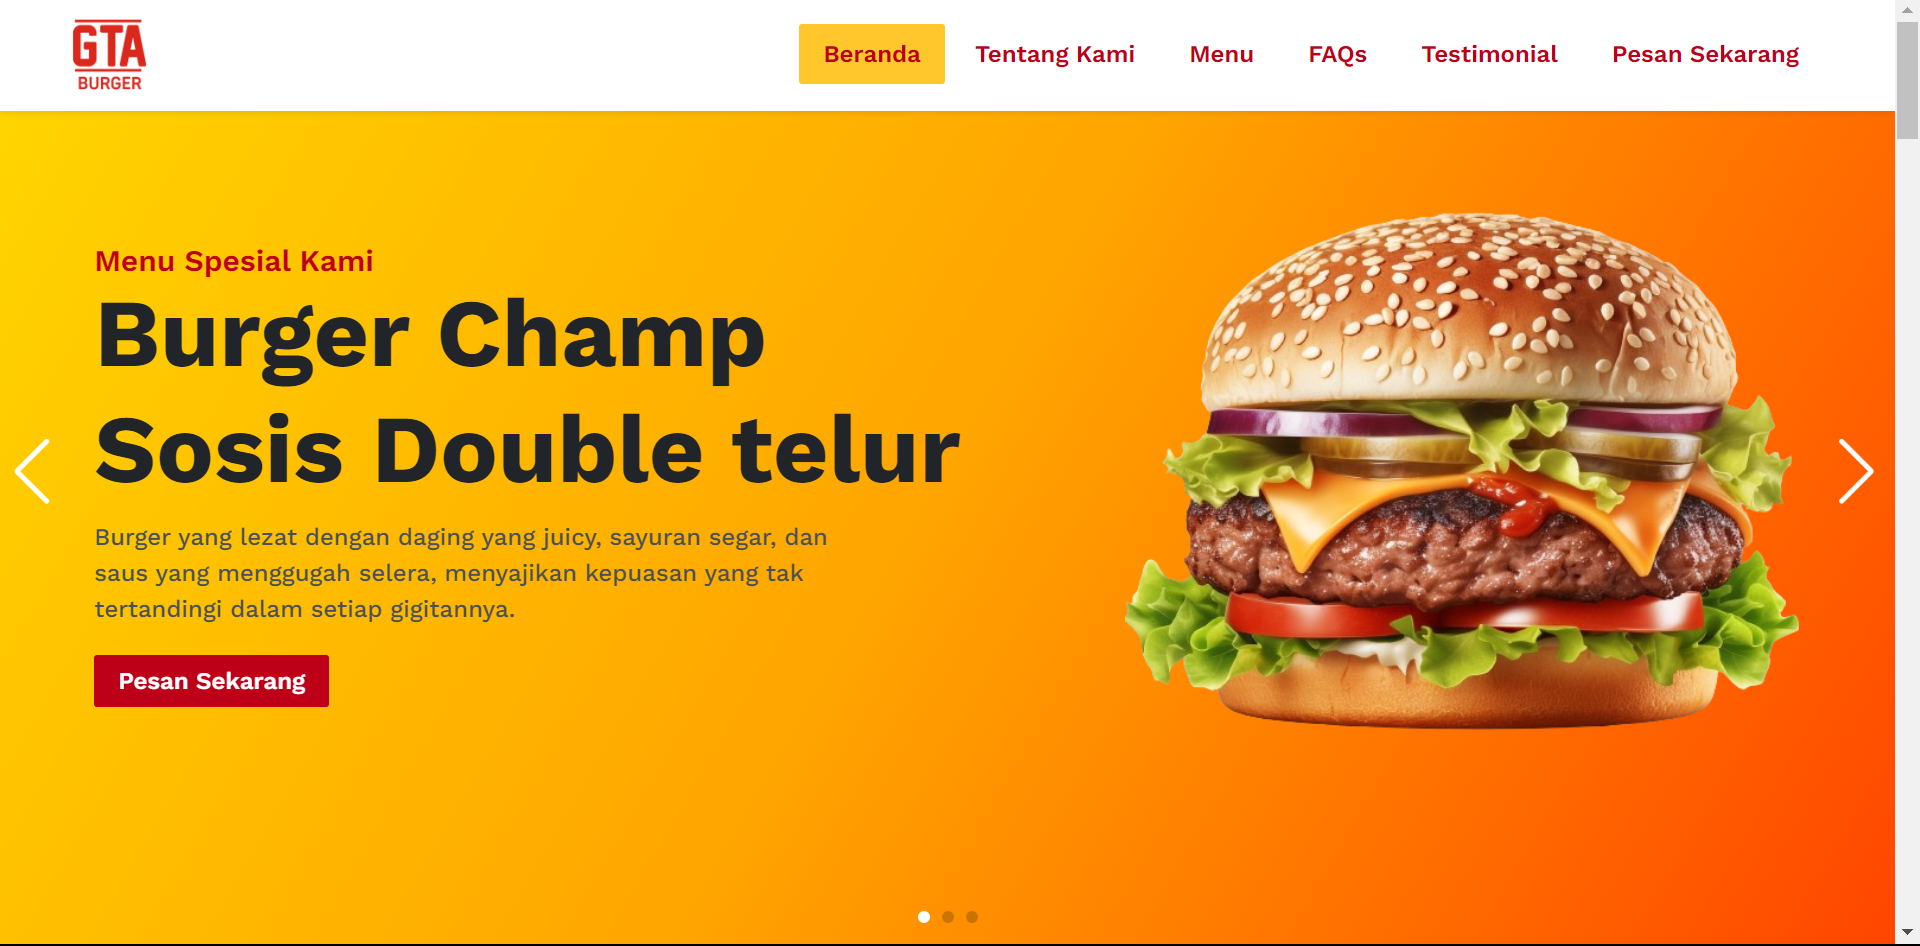 GTA
BURGER
Beranda
Tentang Kami
Menu
FAQs
Testimonial
Pesan Sekarang
Menu Spesial Kami
Burger Champ
Sosis Double telur
Burger yang lezat dengan daging yang juicy, sayuran segar, dan
saus yang menggugah selera, menyajikan kepuasan yang tak
tertandingi dalam setiap gigitannya.
Pesan Sekarang